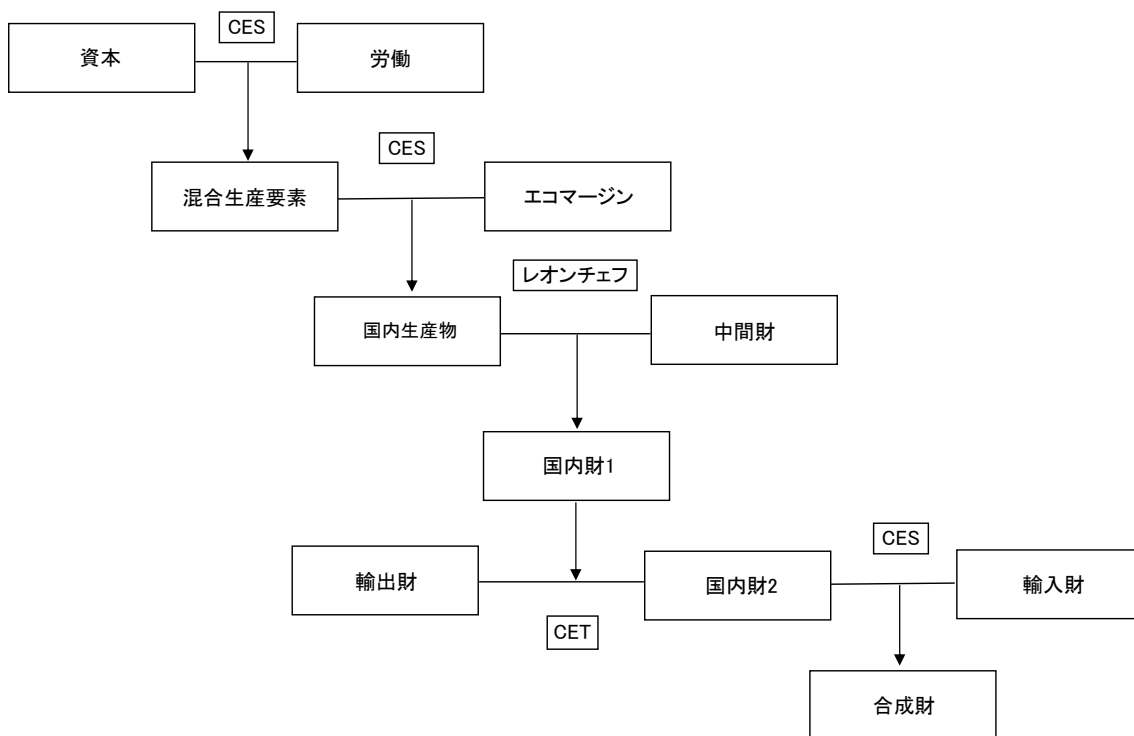 CES
資本
労働
CES
混合生産要素
エコマージン
レオンチェフ
国内生産物
中間財
国内財1
CES
輸出財
国内財2
輸入財
CET
合成財